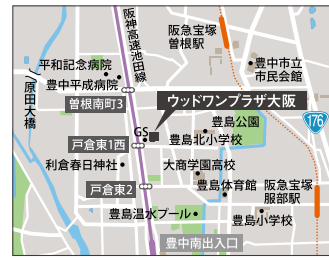 阪神高速池田線
阪急宝塚
曽根駅
平和記念病院
豊中平成病院
豊中市立
市民会館
原田大橋
曽根南町3
ウッドワンプラザ大阪
176
豊島公園
GS
戸倉東1西
豊島北小学校
利倉春日神社
大商学園高校
戸倉東2
豊島体育館
阪急宝塚
服部駅
豊島温水プール
豊島小学校
豊中南出入口